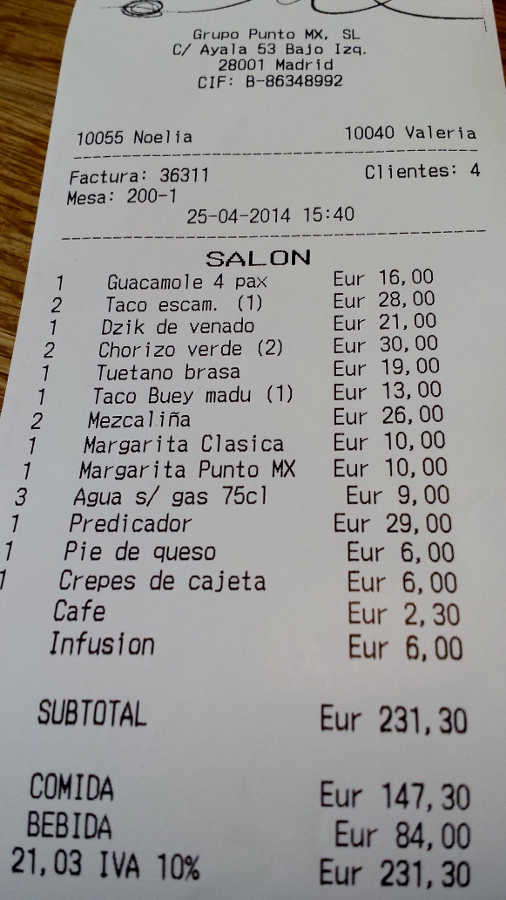 Grupo Punto MX, SL
C/ Ayala 53 Bajo Izq.
28001 Madrid
CIF: B-86348992
10055 Noelia 10040 Valeria
Factura: 36311 Clientes: 4
Mesa: 200-1
25-04-2014 15:40
SALON
1 Guacamole 4 pax Eur 16,00
2 Taco escam. (1) Eur 28,00
1 Dzik de venado Eur 21,00
2 Chorizo verde (2) Eur 30,00
1 Tuetano brasa Eur 19,00
1 Taco Buey madu (1) Eur 13,00
2 Mezcaliña Eur 26,00
1 Margarita Clasica Eur 10,00
1 Margarita Punto MX Eur 10,00
3 Agua s/ gas 75cl Eur 9,00
1 Predicador Eur 29,00
1 Pie de queso Eur 6,00
1 Crepes de cajeta Eur 6,00
Cafe Eur 2,30
Infusion Eur 6,00
SUBTOTAL Eur 231,30
COMIDA Eur 147,30
BEBIDA Eur 84,00
21,03 IVA 10% Eur 231,30